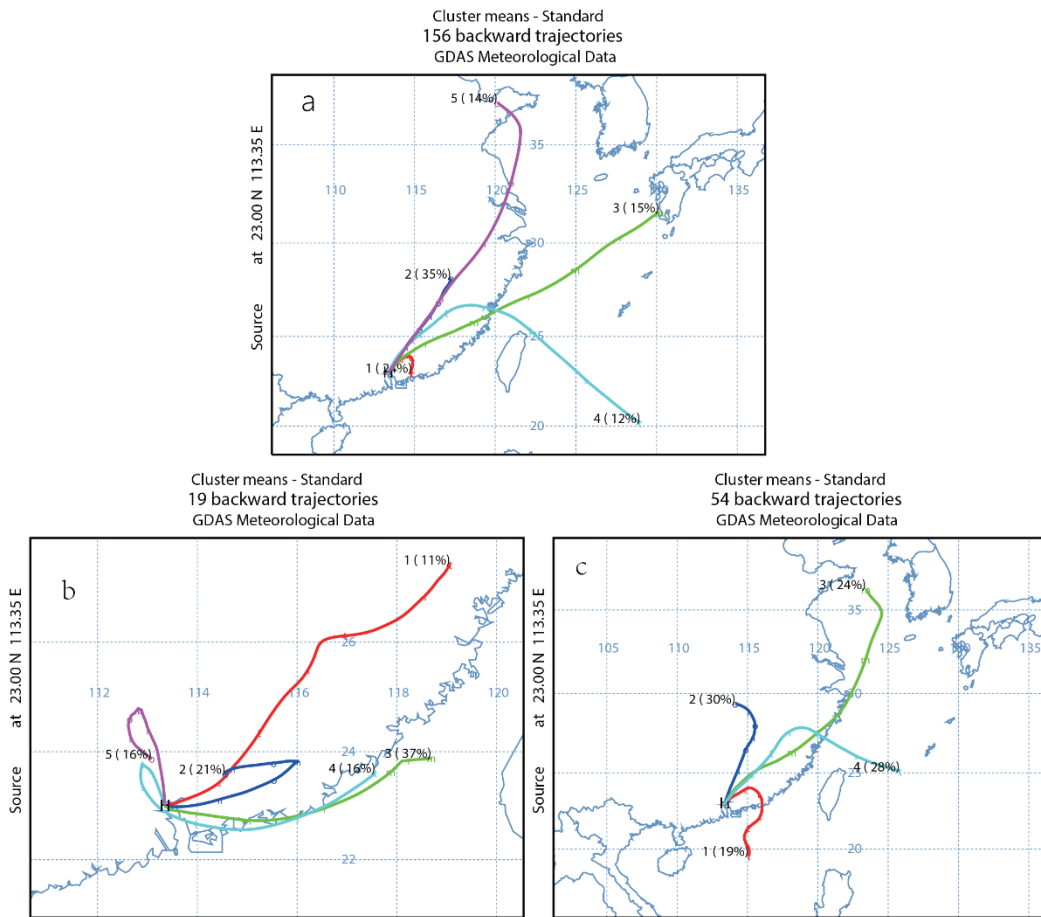 Cluster means - Standard
156 backward trajectories
GDAS Meteorological Data
a
Source at 23.00 N 113.35 E
5 ( 14%)
35
110
115
120
125
130
135
3 ( 15%)
30
2 ( 35%)
25
1 ( 24%)
4 ( 12%)
20
Cluster means - Standard
19 backward trajectories
GDAS Meteorological Data
b
Source at 23.00 N 113.35 E
1 ( 11%)
26
112
114
116
118
120
24
5 ( 16%)
2 ( 21%)
4 ( 16%)
3 ( 37%)
22
Cluster means - Standard
54 backward trajectories
GDAS Meteorological Data
c
Source at 23.00 N 113.35 E
3 ( 24%)
35
105
110
115
120
125
130
135
2 ( 30%)
30
25
4 ( 28%)
1 ( 19%)
20